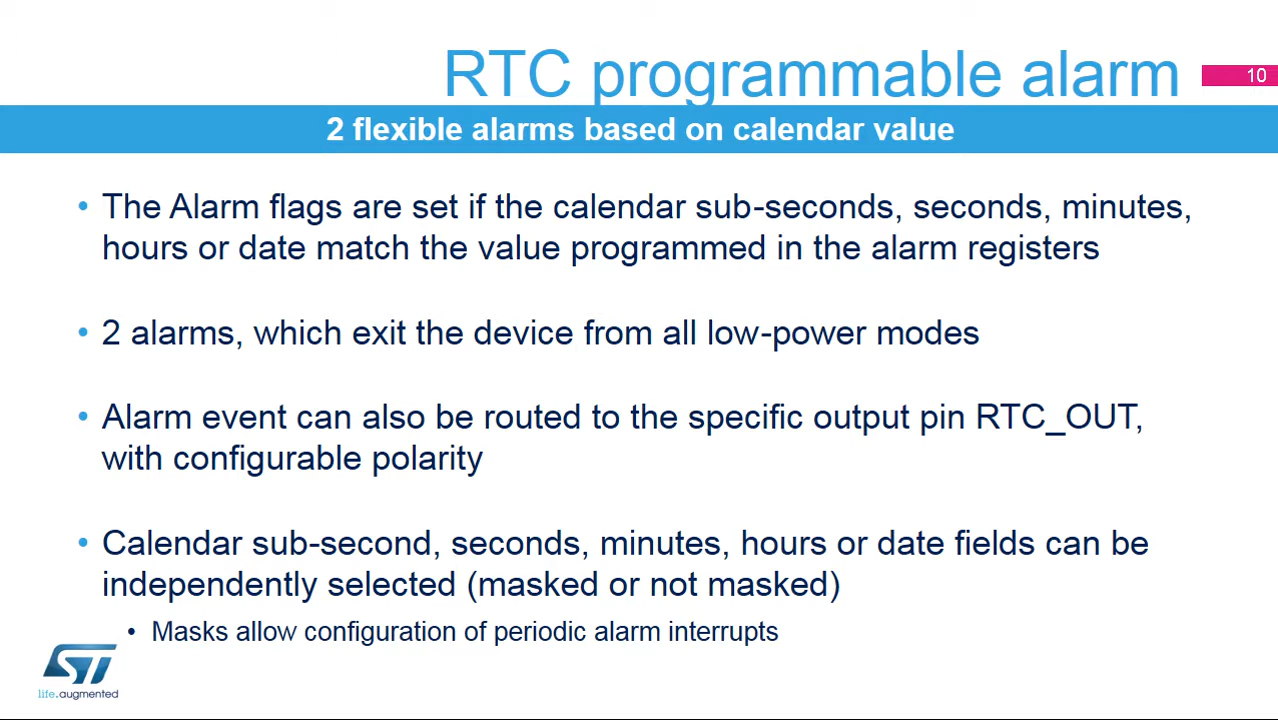 RTC programmable alarm
10
2 flexible alarms based on calendar value
• The Alarm flags are set if the calendar sub-seconds, seconds, minutes,
hours or date match the value programmed in the alarm registers
• 2 alarms, which exit the device from all low-power modes
• Alarm event can also be routed to the specific output pin RTC_OUT,
with configurable polarity
• Calendar sub-second, seconds, minutes, hours or date fields can be
independently selected (masked or not masked)
• Masks allow configuration of periodic alarm interrupts
ST
life.augmented